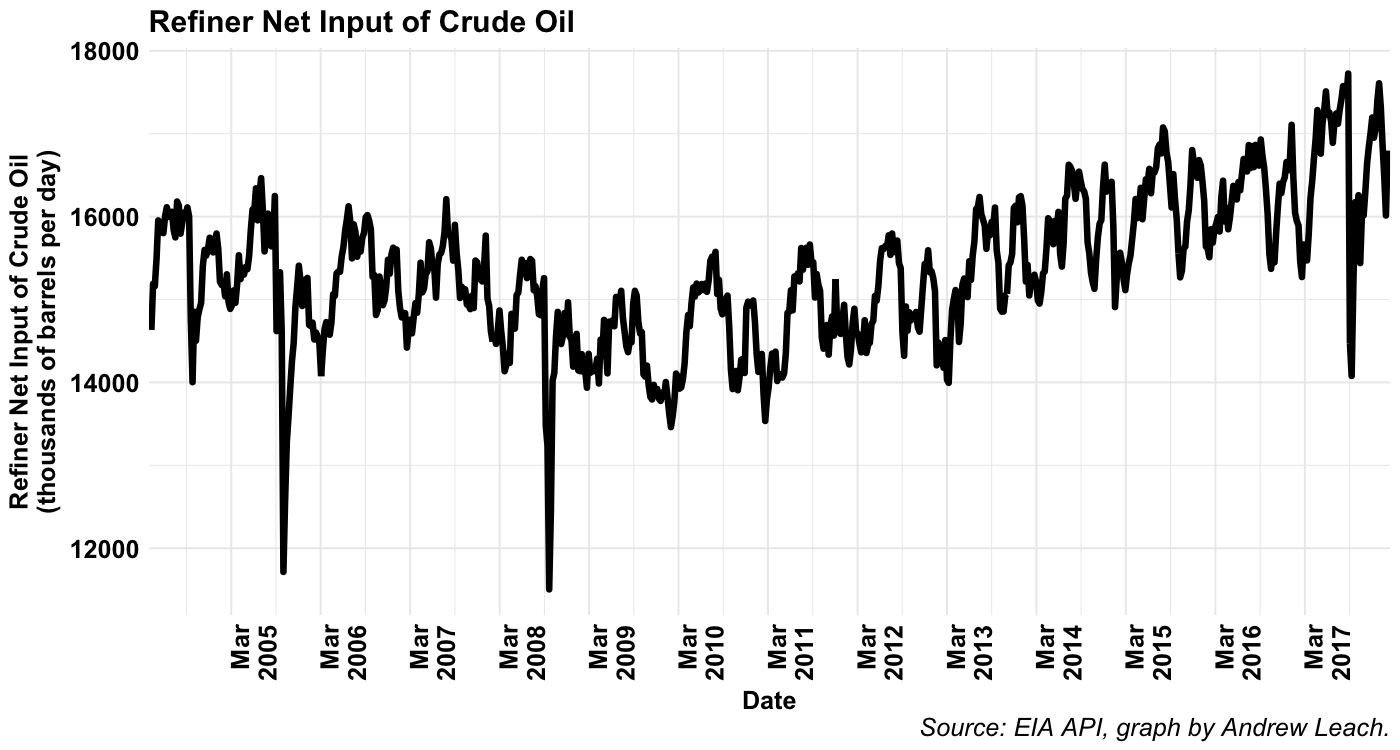 Refiner Net Input of Crude Oil
Refiner Net Input of Crude Oil
(thousands of barrels per day)
18000
16000
14000
12000
Mar
2005
Mar
2006
Mar
2007
Mar
2008
Mar
2009
Mar
2010
Mar
2011
Mar
2012
Mar
2013
Mar
2014
Mar
2015
Mar
2016
Mar
2017
Date
Source: EIA API, graph by Andrew Leach.